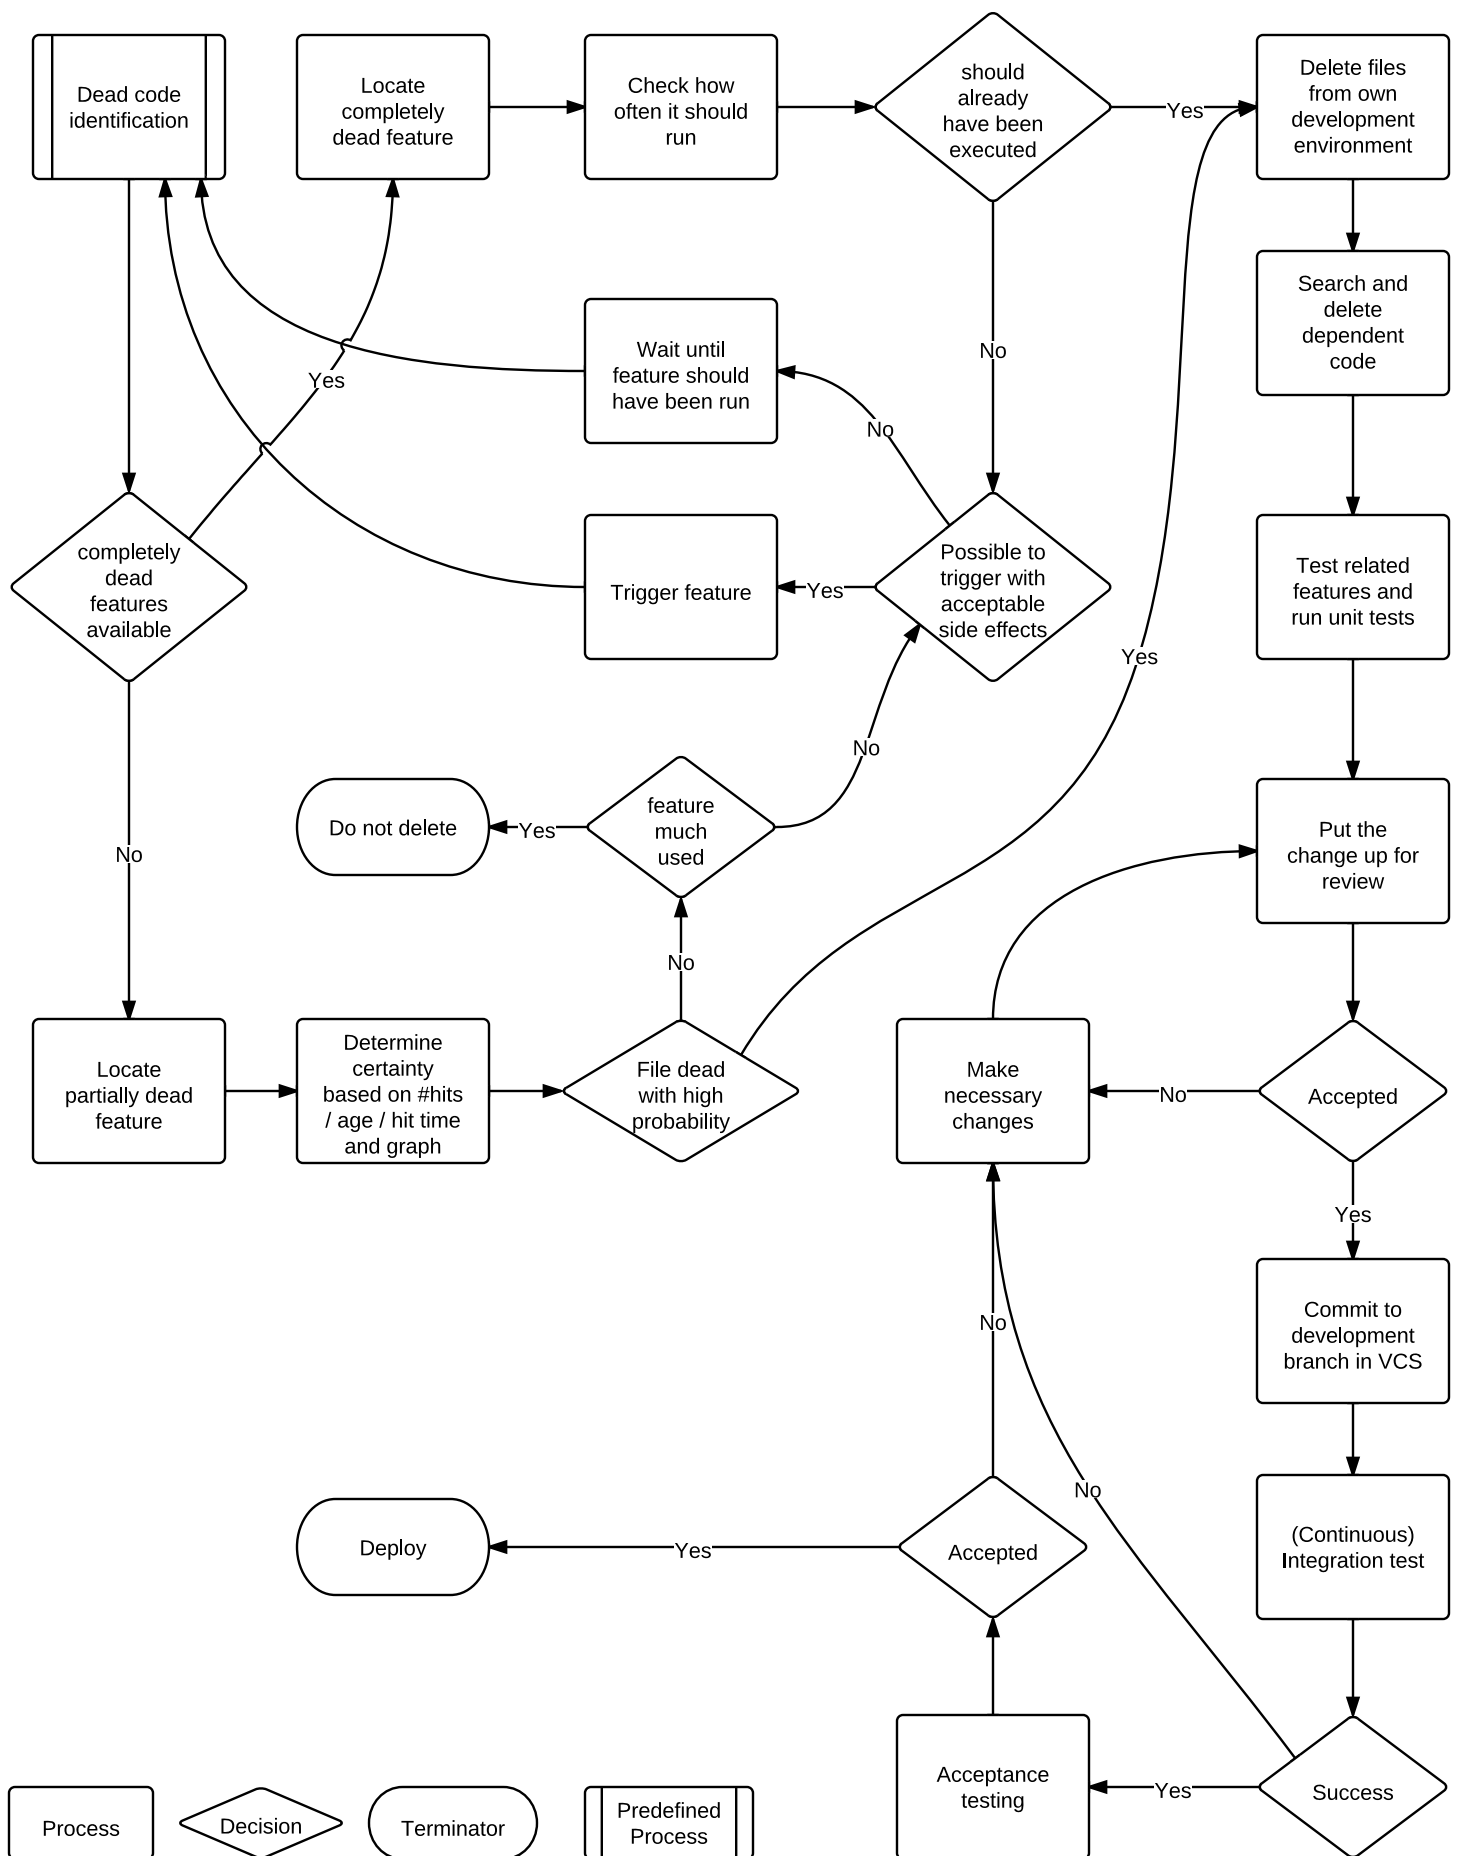 Dead code
identification
Locate
completely
dead feature
Check how
often it should
run
should
already
have been
executed
Yes
Delete files
from own
development
environment
Search and
delete
dependent
code
No
Wait until
feature should
have been run
Yes
No
completely
dead
features
available
Trigger feature
Yes
Possible to
trigger with
acceptable
side effects
Test related
features and
run unit tests
Yes
No
Do not delete
Yes
feature
much
used
No
Put the
change up for
review
No
Locate
partially dead
feature
Determine
certainty
based on #hits
/ age / hit time
and graph
File dead
with high
probability
Make
necessary
changes
No
Accepted
Yes
Commit to
development
branch in VCS
No
No
(Continuous)
Integration test
Deploy
Yes
Accepted
Acceptance
testing
Yes
Success
Process
Decision
Terminator
Predefined
Process